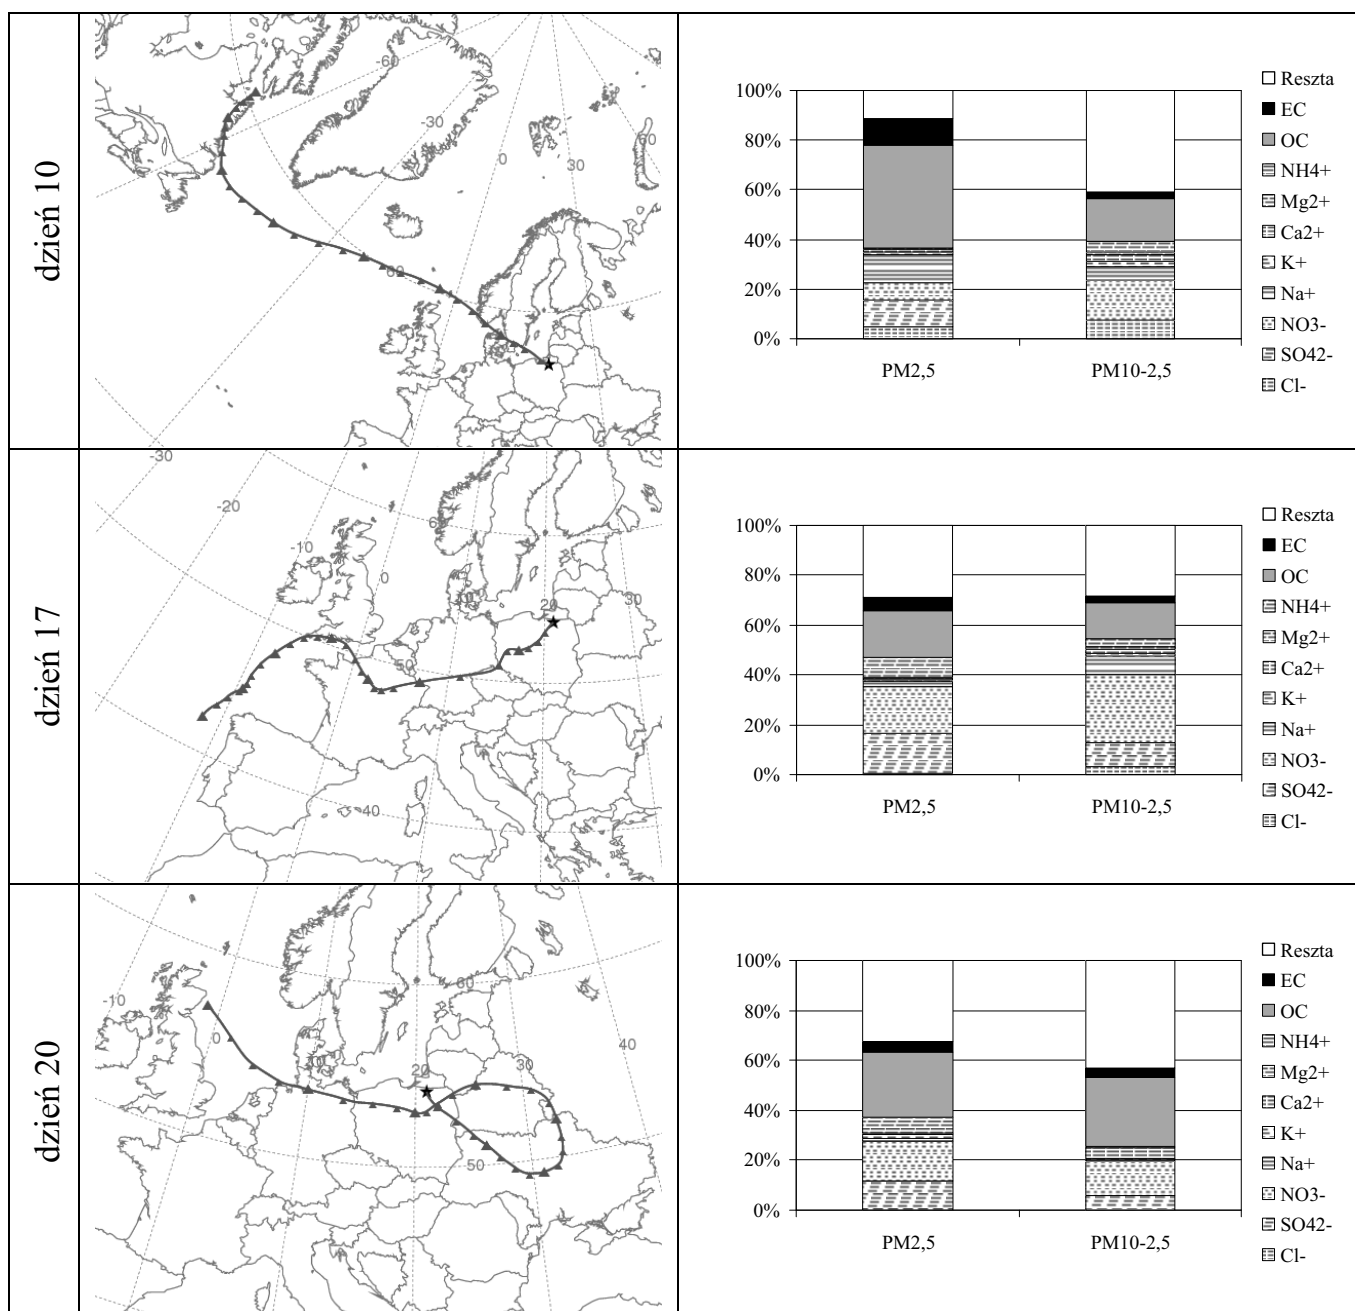 dzień 10
-60
-30
0
30
60
60
100%
80%
60%
40%
20%
0%
PM2,5
PM10-2,5
Reszta
EC
OC
NH4+
Mg2+
Ca2+
K+
Na+
NO3-
SO42-
Cl-
dzień 17
-30
-20
-10
0
10
20
30
60
50
40
100%
80%
60%
40%
20%
0%
PM2,5
PM10-2,5
Reszta
EC
OC
NH4+
Mg2+
Ca2+
K+
Na+
NO3-
SO42-
Cl-
dzień 20
-10
0
10
20
30
40
60
50
100%
80%
60%
40%
20%
0%
PM2,5
PM10-2,5
Reszta
EC
OC
NH4+
Mg2+
Ca2+
K+
Na+
NO3-
SO42-
Cl-